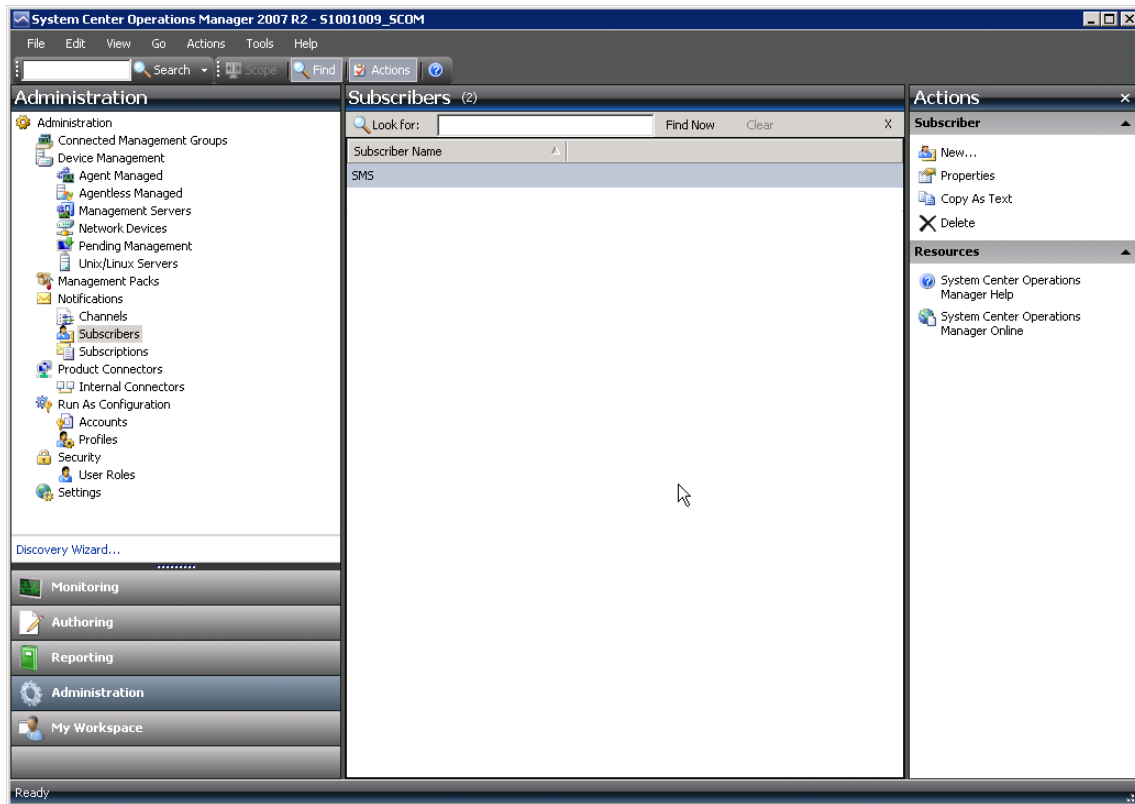 System Center Operations Manager 2007 R2 - S1001009_SCOM
File Edit View Go Actions Tools Help
Search Scope Find Actions
Administration
Administration
Connected Management Groups
Device Management
Agent Managed
Agentless Managed
Management Servers
Network Devices
Pending Management
Unix/Linux Servers
Management Packs
Notifications
Channels
Subscribers
Subscriptions
Product Connectors
Internal Connectors
Run As Configuration
Accounts
Profiles
Security
User Roles
Settings
Discovery Wizard...
Monitoring
Authoring
Reporting
Administration
My Workspace
Subscribers (2)
Look for: Find Now Clear X
Subscriber Name
SMS
Actions x
Subscriber
New...
Properties
Copy As Text
Delete
Resources
System Center Operations
Manager Help
System Center Operations
Manager Online
Ready